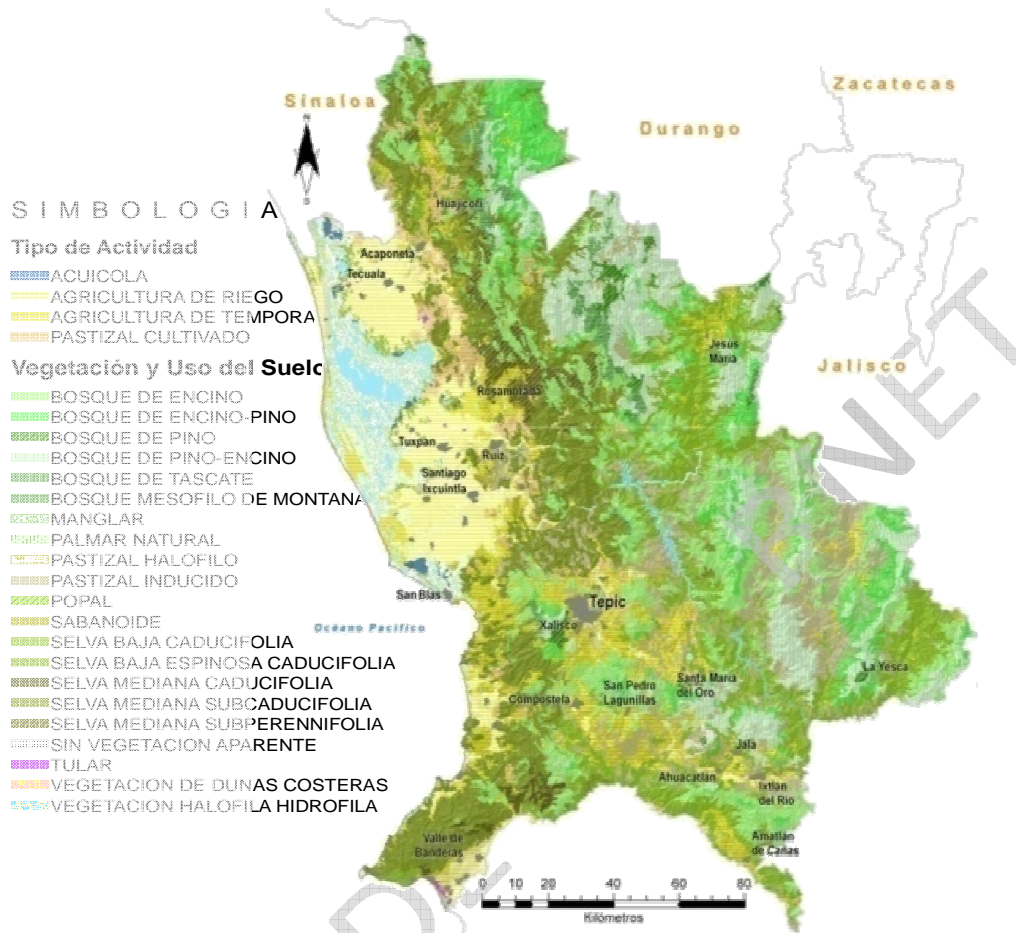 Zacatecas
Sinaloa
Durango
N
S
SIMBOLOGIA
Tipo de Actividad
ACUICOLA
AGRICULTURA DE RIEGO
AGRICULTURA DE TEMPORA
PASTIZAL CULTIVADO
Vegetación y Uso del Suelo
BOSQUE DE ENCINO
BOSQUE DE ENCINO-PINO
BOSQUE DE PINO
BOSQUE DE PINO-ENCINO
BOSQUE DE TASCATE
BOSQUE MESOFILO DE MONTANA
MANGLAR
PALMAR NATURAL
PASTIZAL HALOFILO
PASTIZAL INDUCIDO
POPAL
SABANOIDE
SELVA BAJA CADUCIFOLIA
SELVA BAJA ESPINOSA CADUCIFOLIA
SELVA MEDIANA CADUCIFOLIA
SELVA MEDIANA SUBCADUCIFOLIA
SELVA MEDIANA SUBPERENNIFOLIA
SIN VEGETACION APARENTE
TULAR
VEGETACION DE DUNAS COSTERAS
VEGETACION HALOFILA HIDROFILA
Huajicori
Acaponeta
Tecuala
Jesus
Maria
Jalisco
Rosamorada
Tuxpan
Ruiz
Santiago
Ixcuintla
San Blas
Tepic
Océano Pacífico
Xalisco
La Yesca
Compostela
San Pedro
Lagunillas
Santa Maria
del Oro
Jala
Ahuacatlan
Ixtlan
del Rio
Amatlan
de Cañas
Valle de
Banderas
0 10 20 40 60 80
Kilómetros